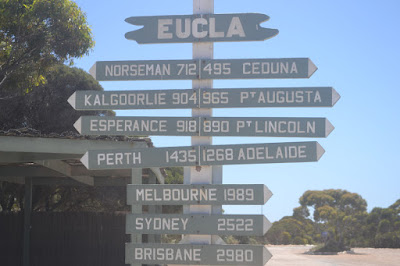 EUCLA
NORSEMAN 712 495 CEDUNA
KALGOORLIE 904 965 PT AUGUSTA
ESPERANCE 918 890 PT LINCOLN
PERTH 1435 1268 ADELAIDE
MELBOURNE 1989
SYDNEY 2522
BRISBANE 2980